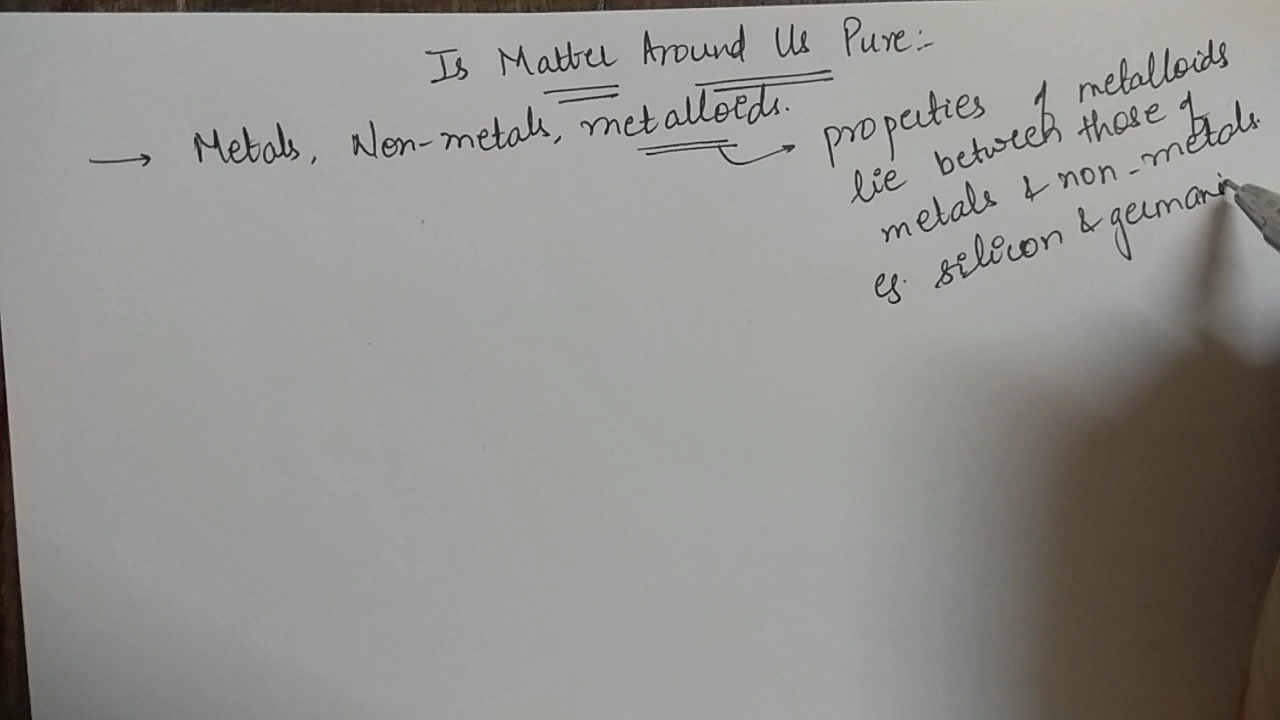 Is Matter Around Us Pure:-
→ Metals, Non-metals, metalloids.
→ properties of metalloids
lie between those of
metals & non-metals.
eg. silicon & germani